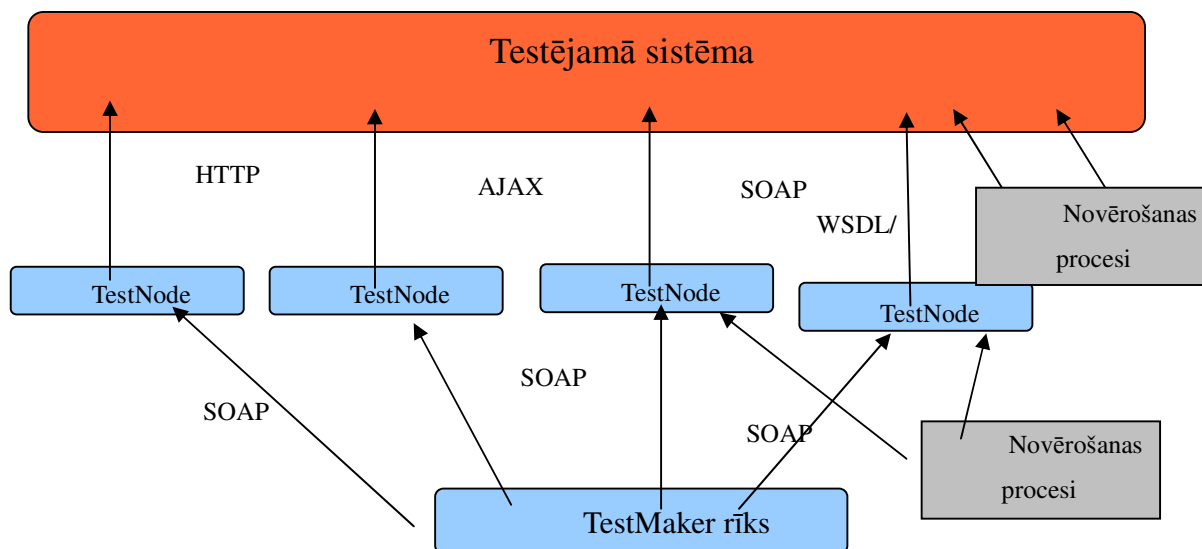 Testējamā sistēma
HTTP
AJAX
SOAP
WSDL/
Novērošanas
procesi
TestNode
TestNode
TestNode
TestNode
SOAP
SOAP
SOAP
Novērošanas
procesi
TestMaker rīks